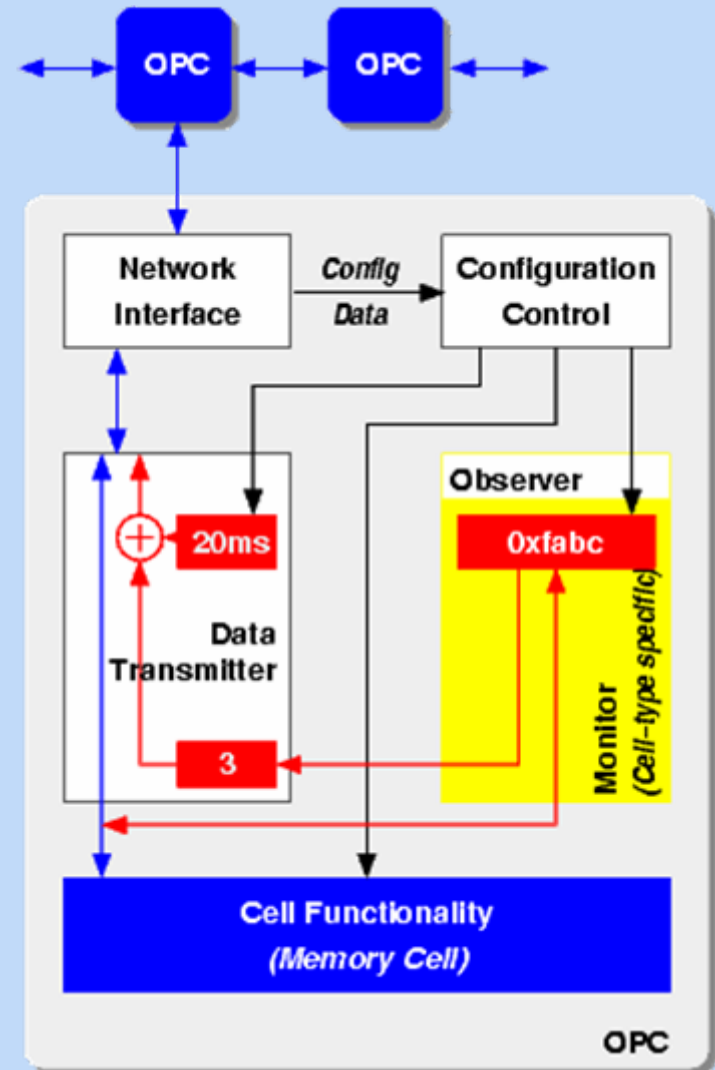 OPC
OPC
Network
Interface
Config
Data
Configuration
Control
Observer
20ms
0xfabc
Data
Transmitter
3
Monitor
(Cell-type specific)
Cell Functionality
(Memory Cell)
OPC